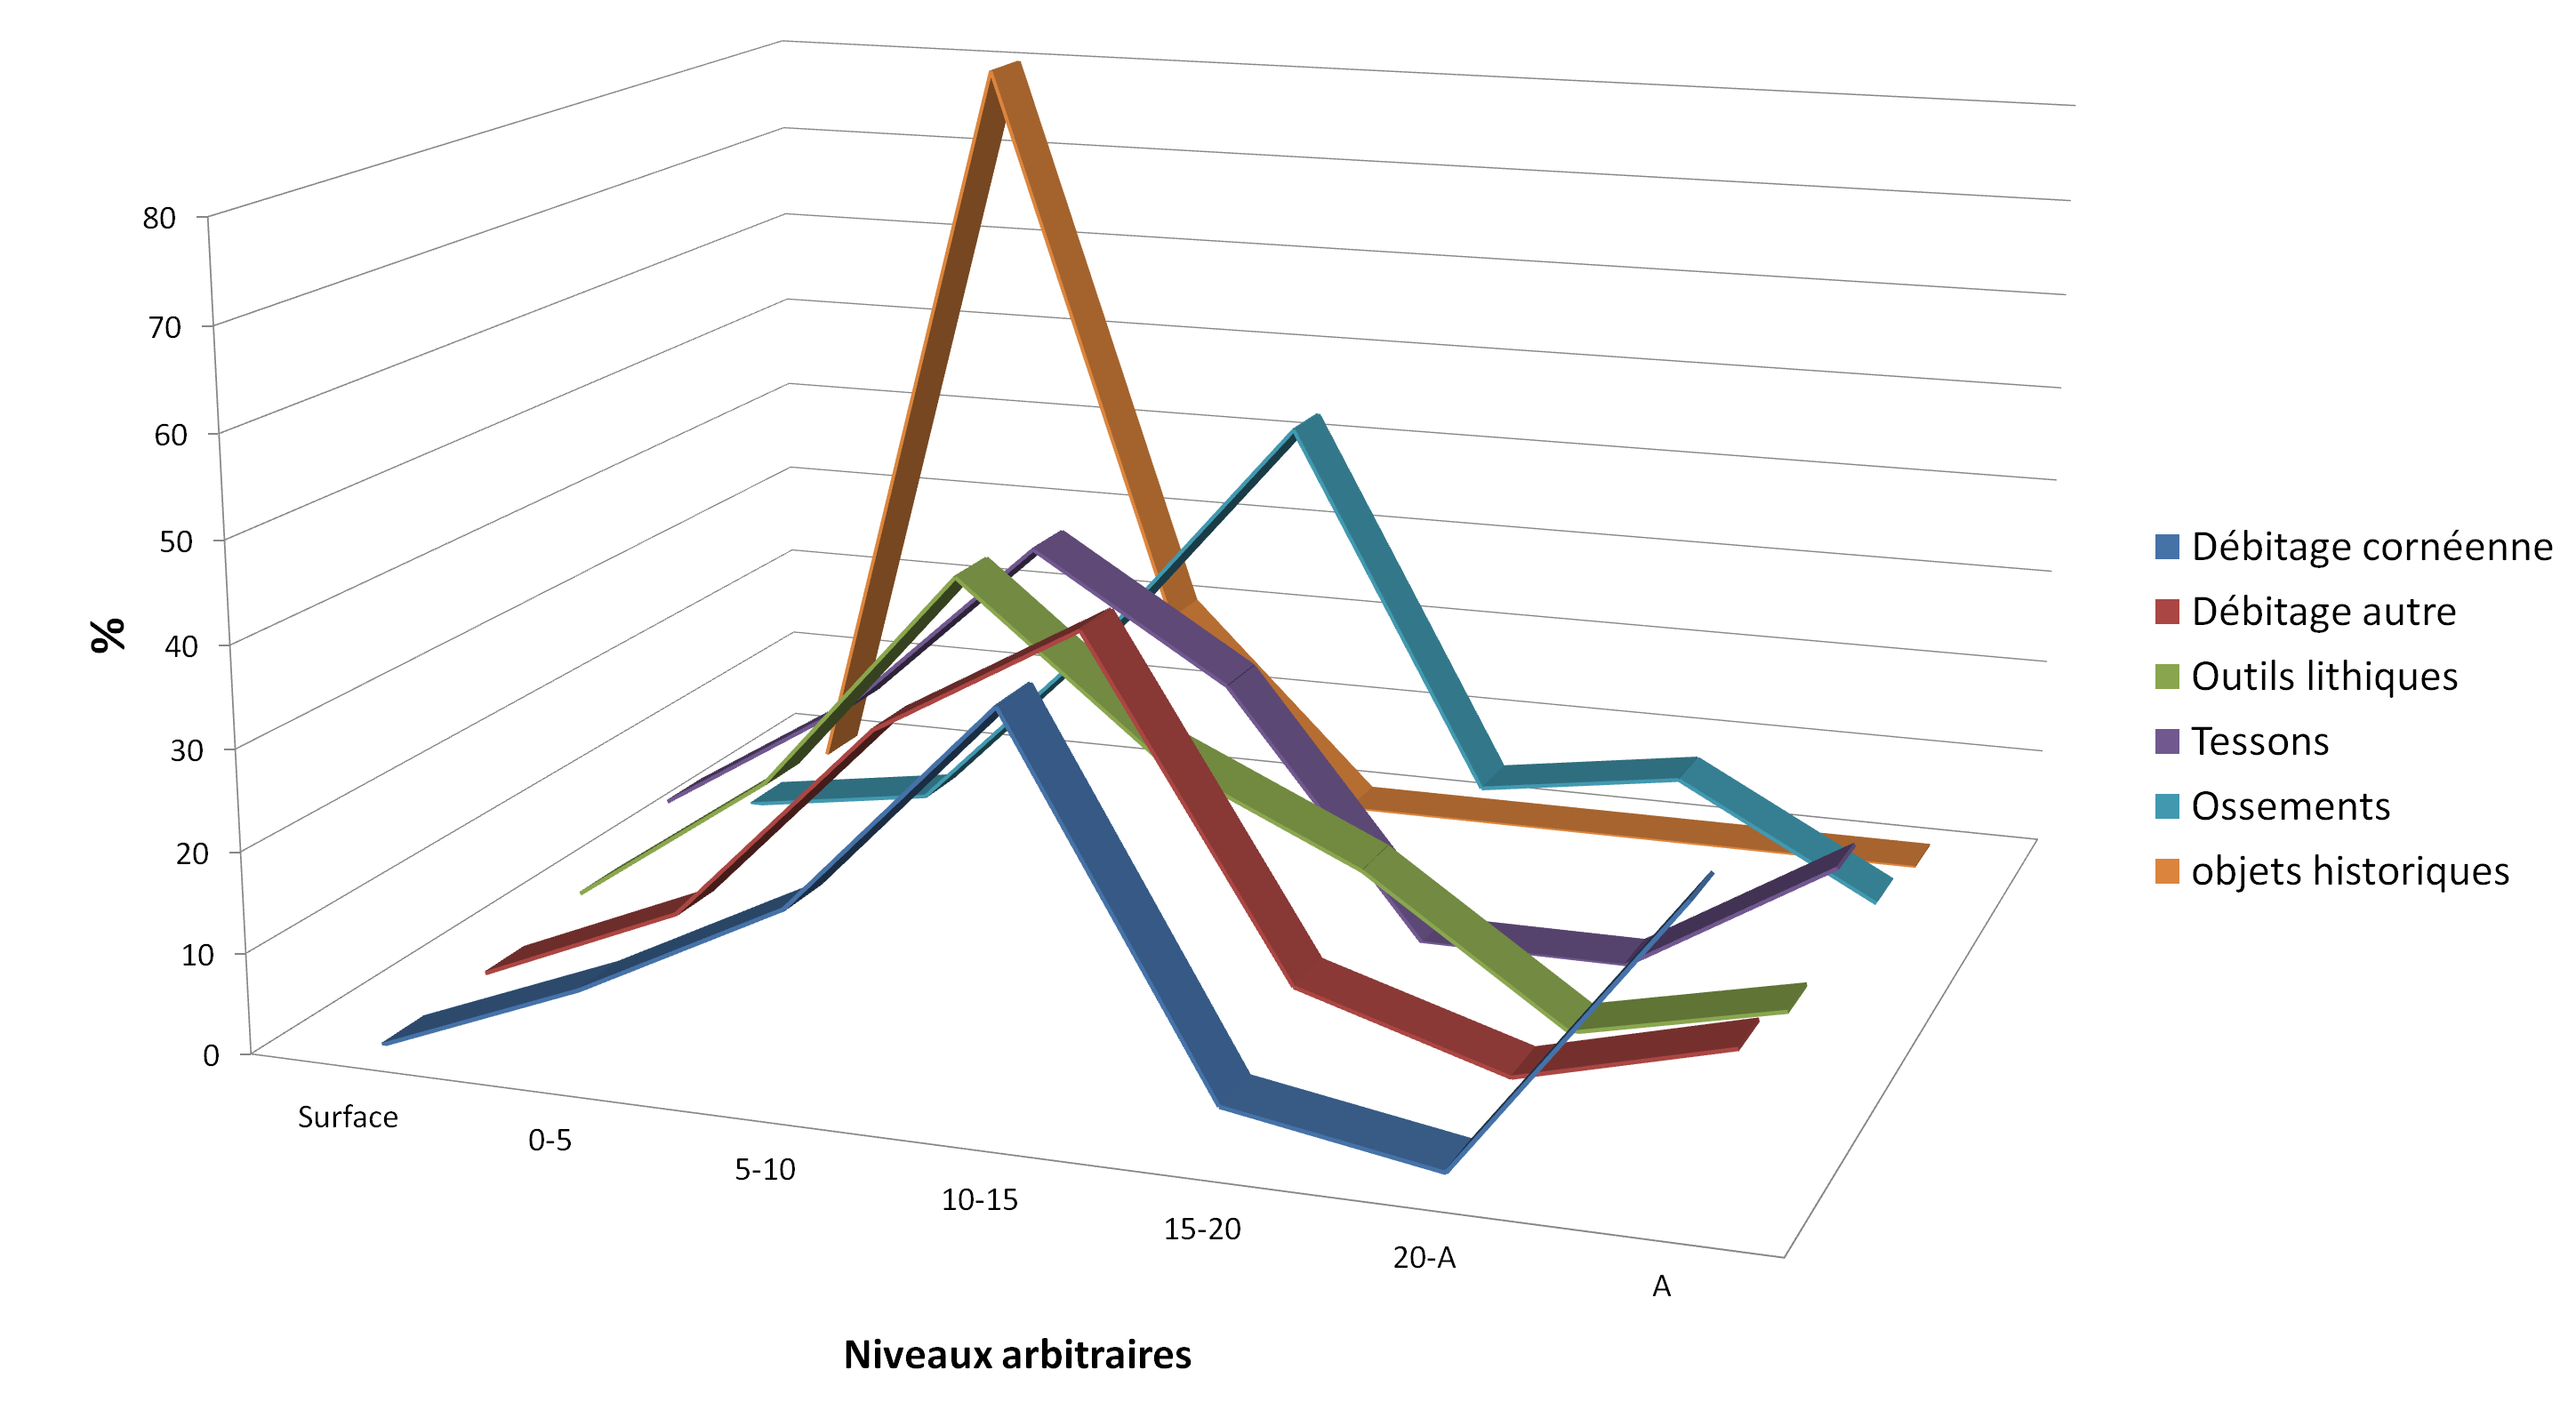 80
70
60
50
40
30
20
10
0
%
Surface
0-5
5-10
10-15
15-20
20-A
A
Niveaux arbitraires
Débitage cornéenne
Débitage autre
Outils lithiques
Tessons
Ossements
objets historiques